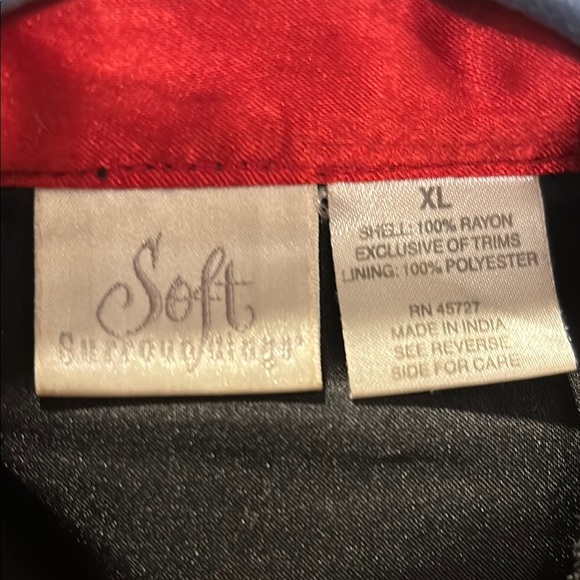 Soft
Surroundings®
XL
SHELL: 100% RAYON
EXCLUSIVE OF TRIMS
LINING: 100% POLYESTER
RN 45727
MADE IN INDIA
SEE REVERSE
SIDE FOR CARE